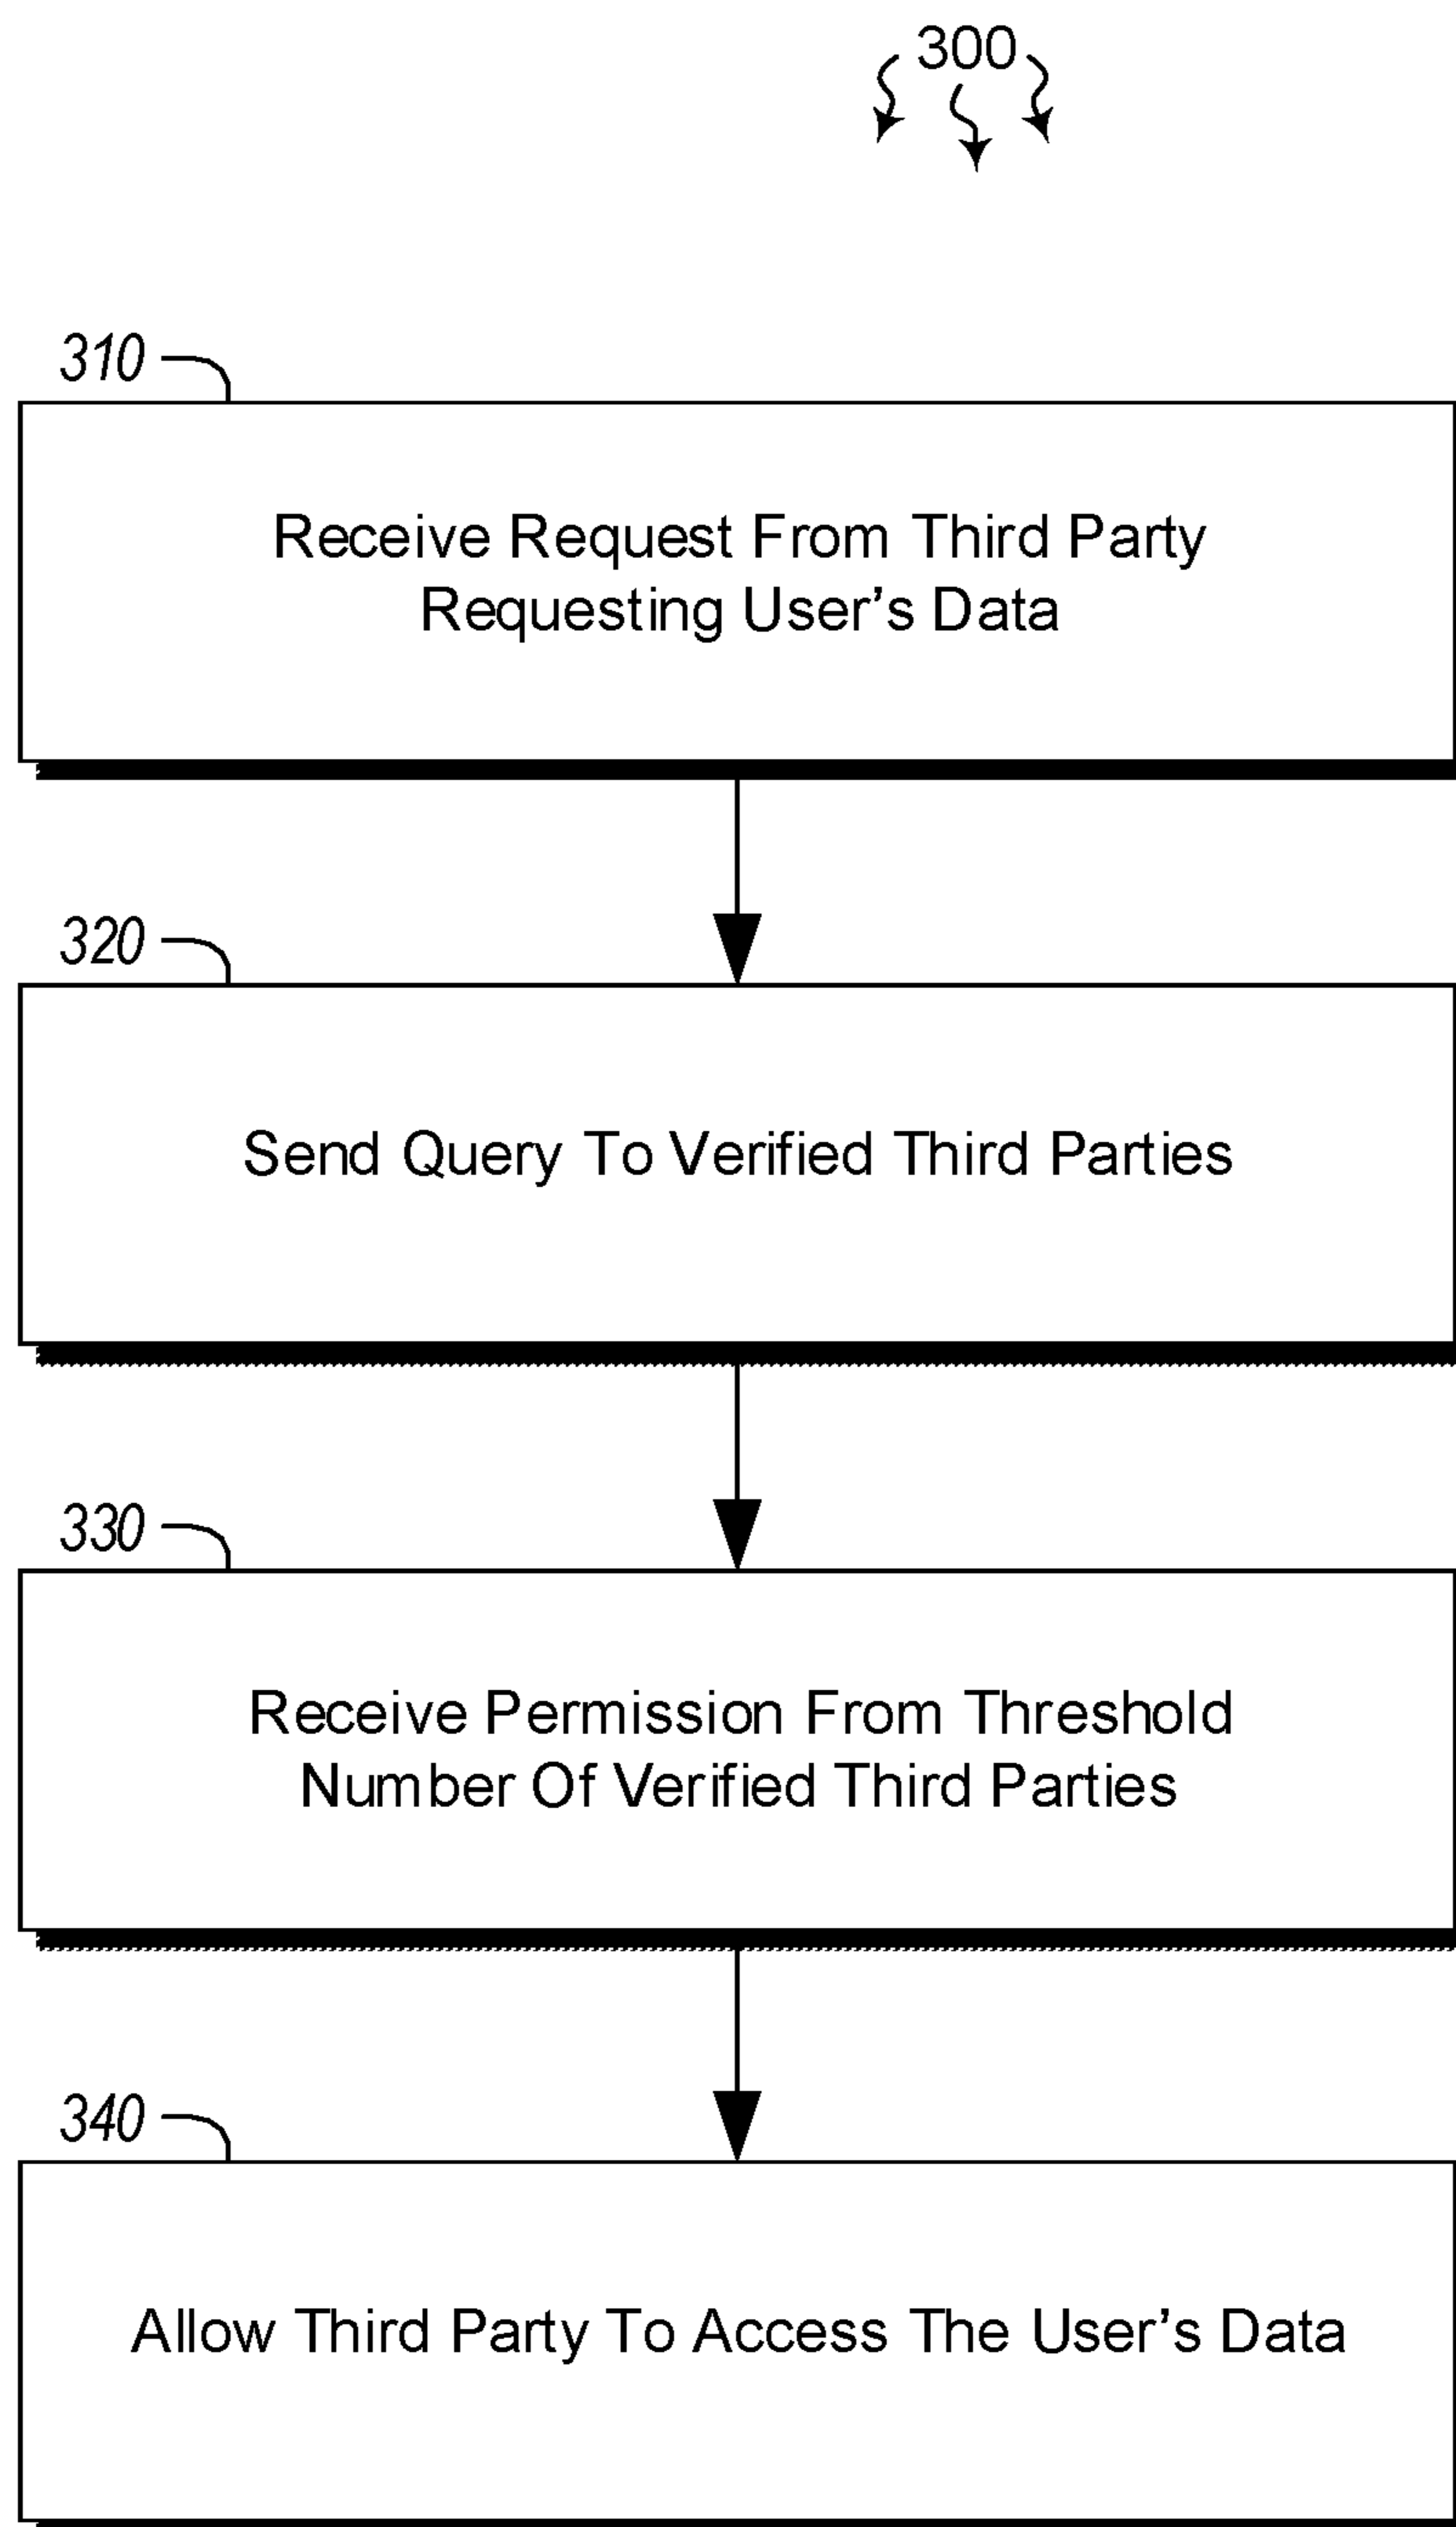 300
310
Receive Request From Third Party
Requesting User's Data
320
Send Query To Verified Third Parties
330
Receive Permission From Threshold
Number Of Verified Third Parties
340
Allow Third Party To Access The User's Data